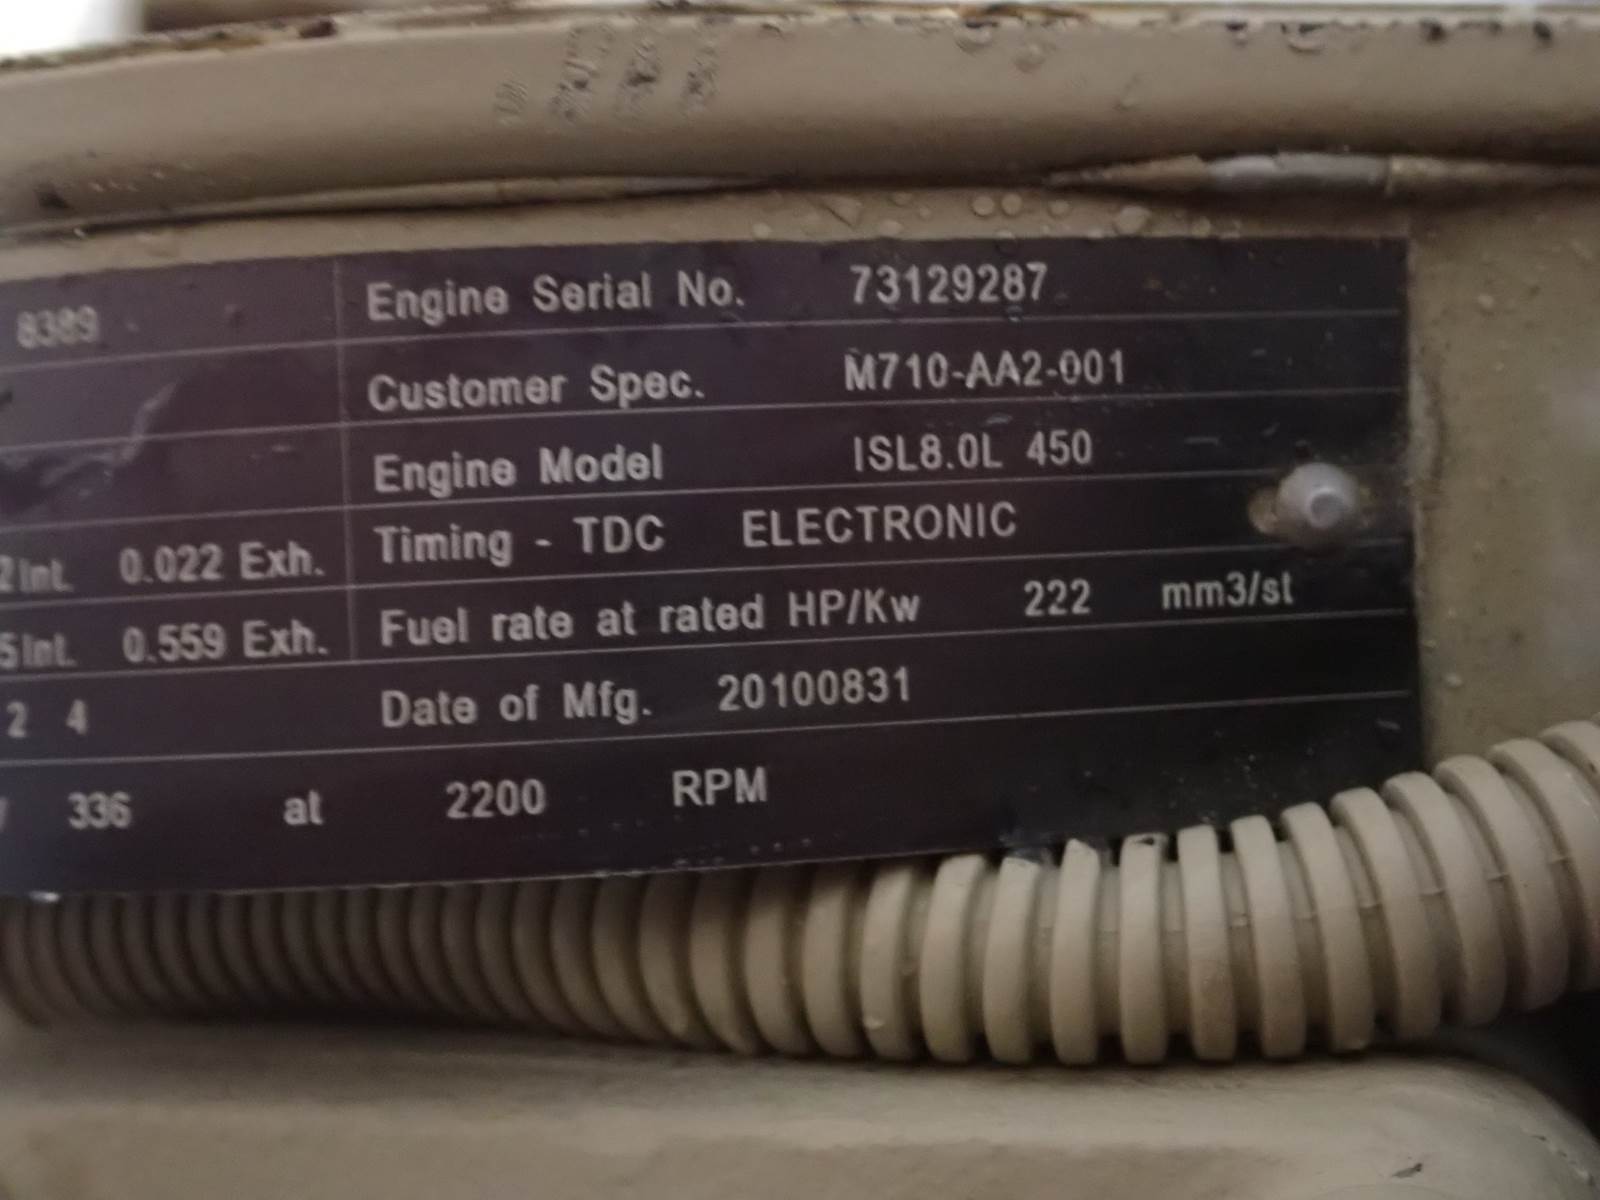 8389 Engine Serial No. 73129287
Customer Spec. M710-AA2-001
Engine Model ISL8.0L 450
Int. 0.022 Exh. Timing - TDC ELECTRONIC
Int. 0.559 Exh. Fuel rate at rated HP/Kw 222 mm3/st
2 4 Date of Mfg. 20100831
336 at 2200 RPM